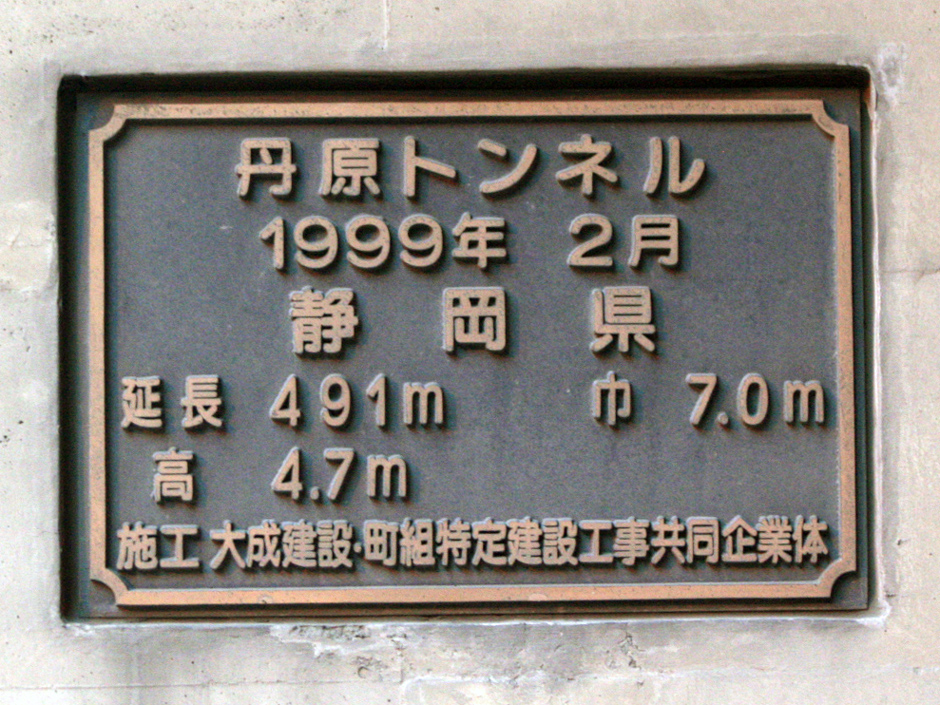 丹原トンネル
1999年 2月
静岡県
延長 491m 巾 7.0m
高 4.7m
施工 大成建設・町組特定建設工事共同企業体